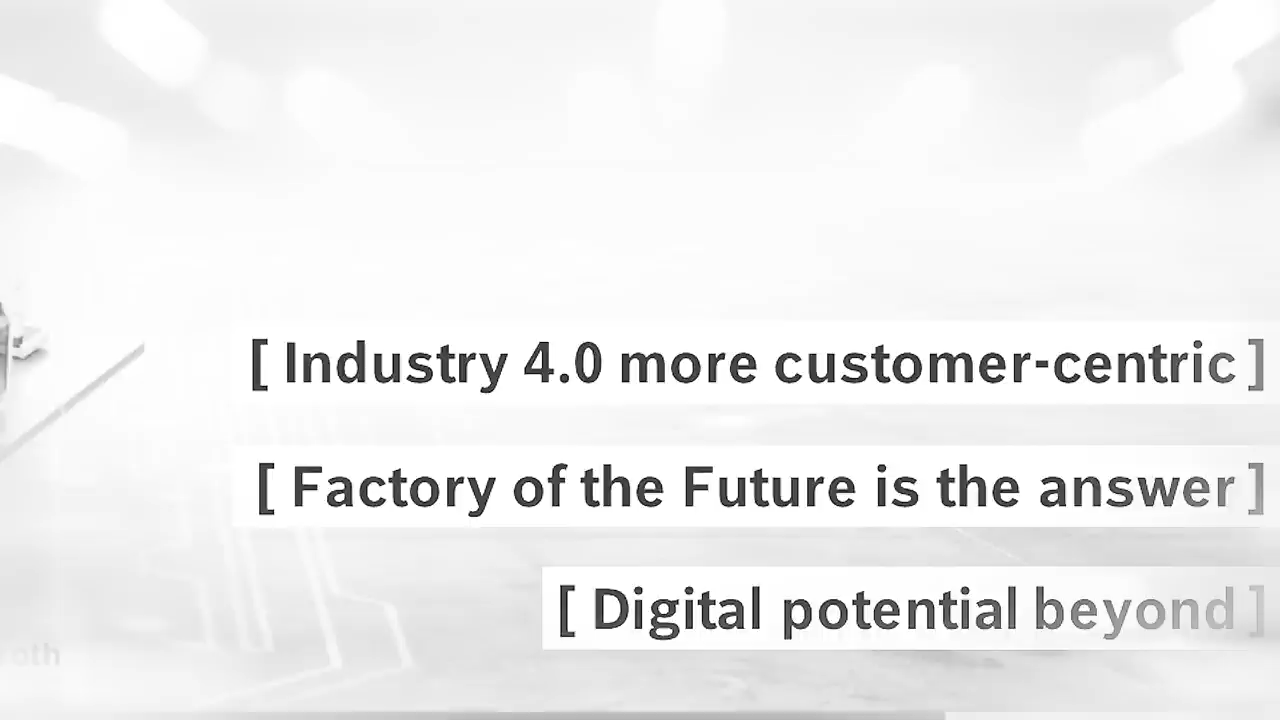 [ Industry 4.0 more customer-centric ]
[ Factory of the Future is the answer ]
[ Digital potential beyond ]